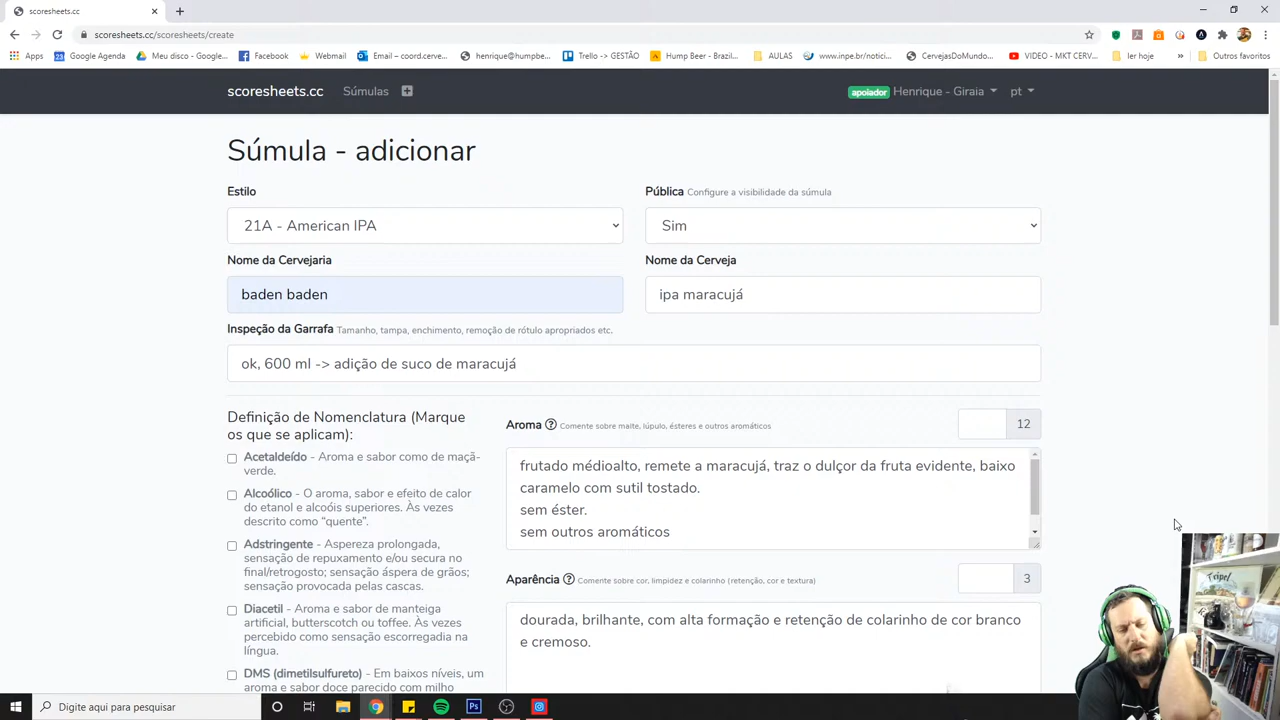 scoresheets.cc
scoresheets.cc/scoresheets/create
Apps
Google Agenda
Meu disco - Google...
Facebook
Webmail
Email – coord.cerve...
henrique@humpbe...
Trello -> GESTÃO
Hump Beer - Brazil...
AULAS
www.inpe.br/notici...
CervejasDoMundo...
VIDEO - MKT CERV...
ler hoje
»
Outros favoritos
scoresheets.cc
Súmulas
apoiador
Henrique - Giraia
pt
Súmula - adicionar
Estilo
21A - American IPA
Pública Configure a visibilidade da súmula
Sim
Nome da Cervejaria
baden baden
Nome da Cerveja
ipa maracujá
Inspeção da Garrafa Tamanho, tampa, enchimento, remoção de rótulo apropriados etc.
ok, 600 ml -> adição de suco de maracujá
Definição de Nomenclatura (Marque
os que se aplicam):
Acetaldeído - Aroma e sabor como de maçã-
verde.
Alcoólico - O aroma, sabor e efeito de calor
do etanol e alcoóis superiores. Às vezes
descrito como “quente”.
Adstringente - Aspereza prolongada,
sensação de repuxamento e/ou secura no
final/retrogosto; sensação áspera de grãos;
sensação provocada pelas cascas.
Diacetil - Aroma e sabor de manteiga
artificial, butterscotch ou toffee. Às vezes
percebido como sensação escorregadia na
língua.
DMS (dimetilsulfureto) - Em baixos níveis, um
aroma e sabor doce parecido com milho
Aroma Comente sobre malte, lúpulo, ésteres e outros aromáticos
12
frutado médioalto, remete a maracujá, traz o dulçor da fruta evidente, baixo
caramelo com sutil tostado.
sem éster.
sem outros aromáticos
Aparência Comente sobre cor, limpidez e colarinho (retenção, cor e textura)
3
dourada, brilhante, com alta formação e retenção de colarinho de cor branco
e cremoso.
Tripel
Digite aqui para pesquisar